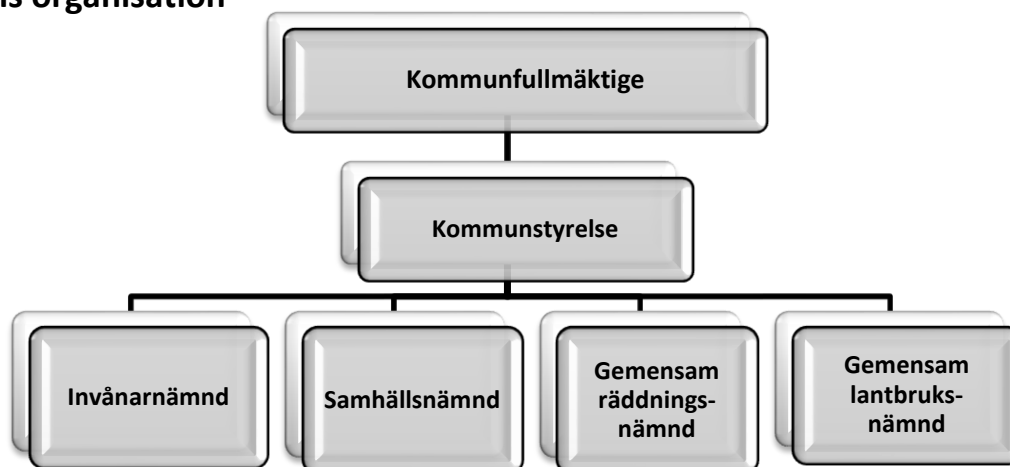 organisation
Kommunfullmäktige
Kommunstyrelse
Invånarnämnd
Samhällsnämnd
Gemensam
räddnings-
nämnd
Gemensam
lantbruks-
nämnd